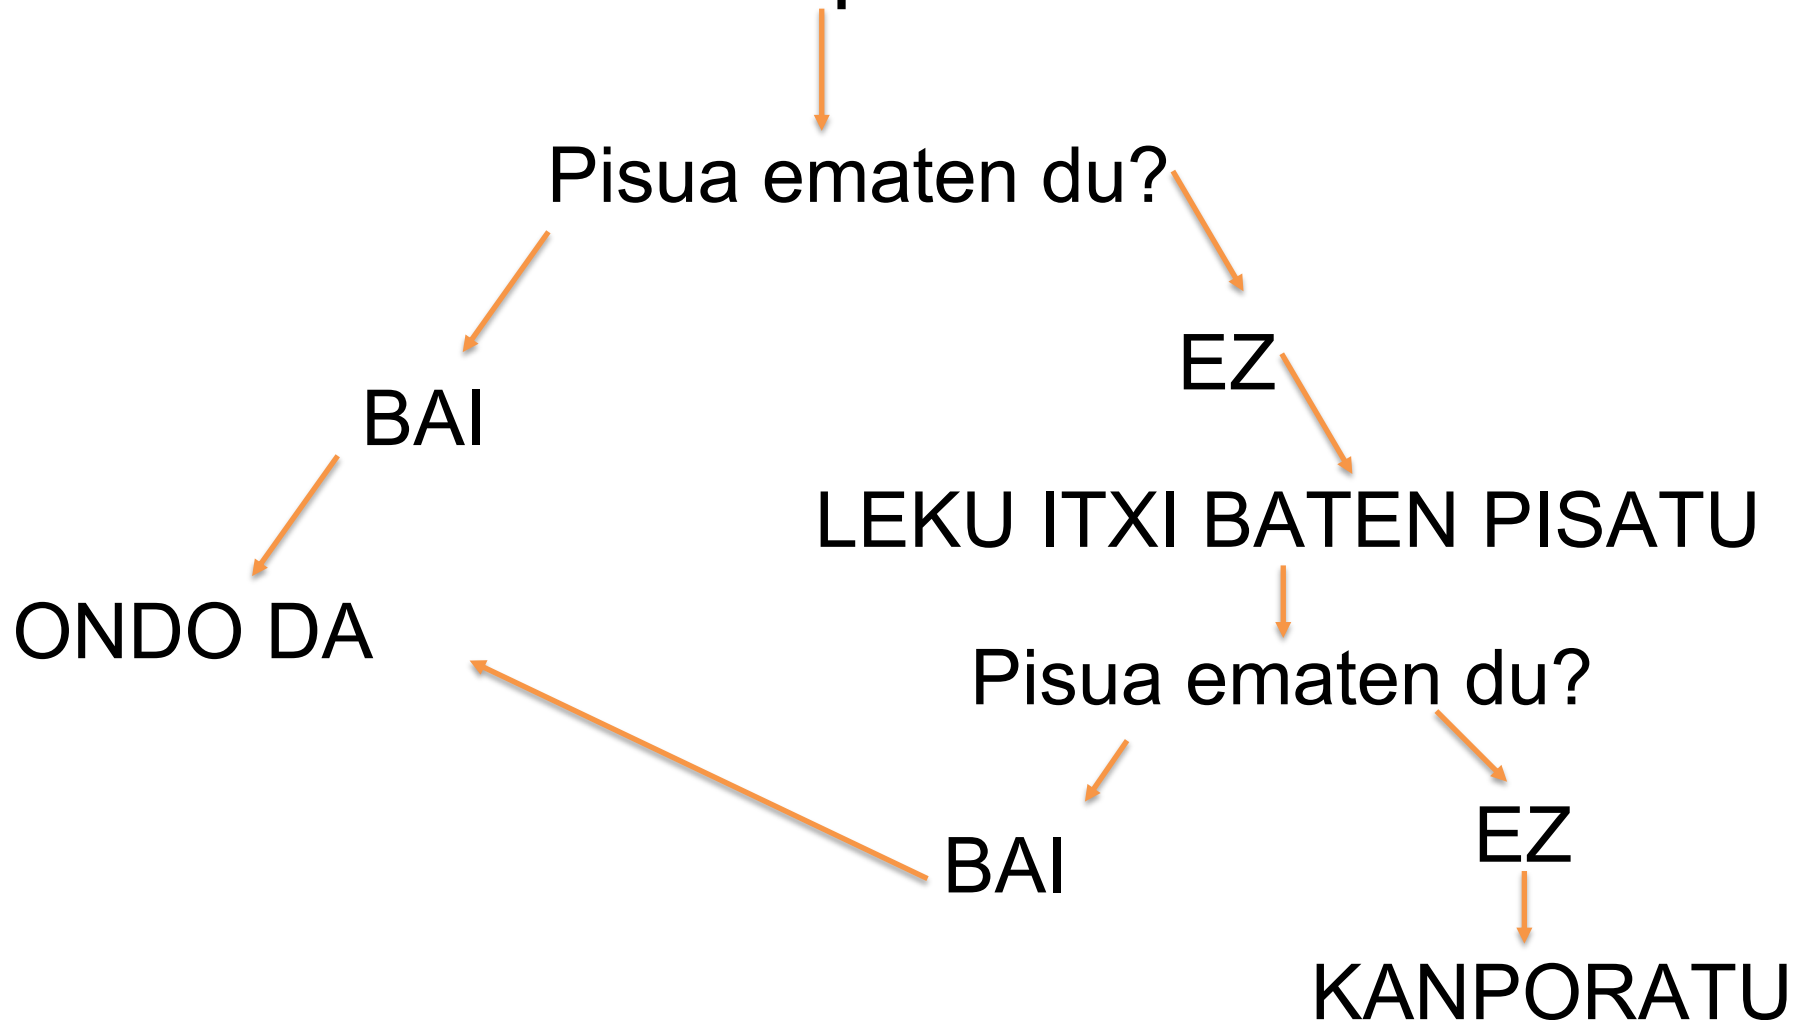 Pisua ematen du?
EZ
BAI
LEKU ITXI BATEN PISATU
ONDO DA
Pisua ematen du?
EZ
BAI
KANPORATU